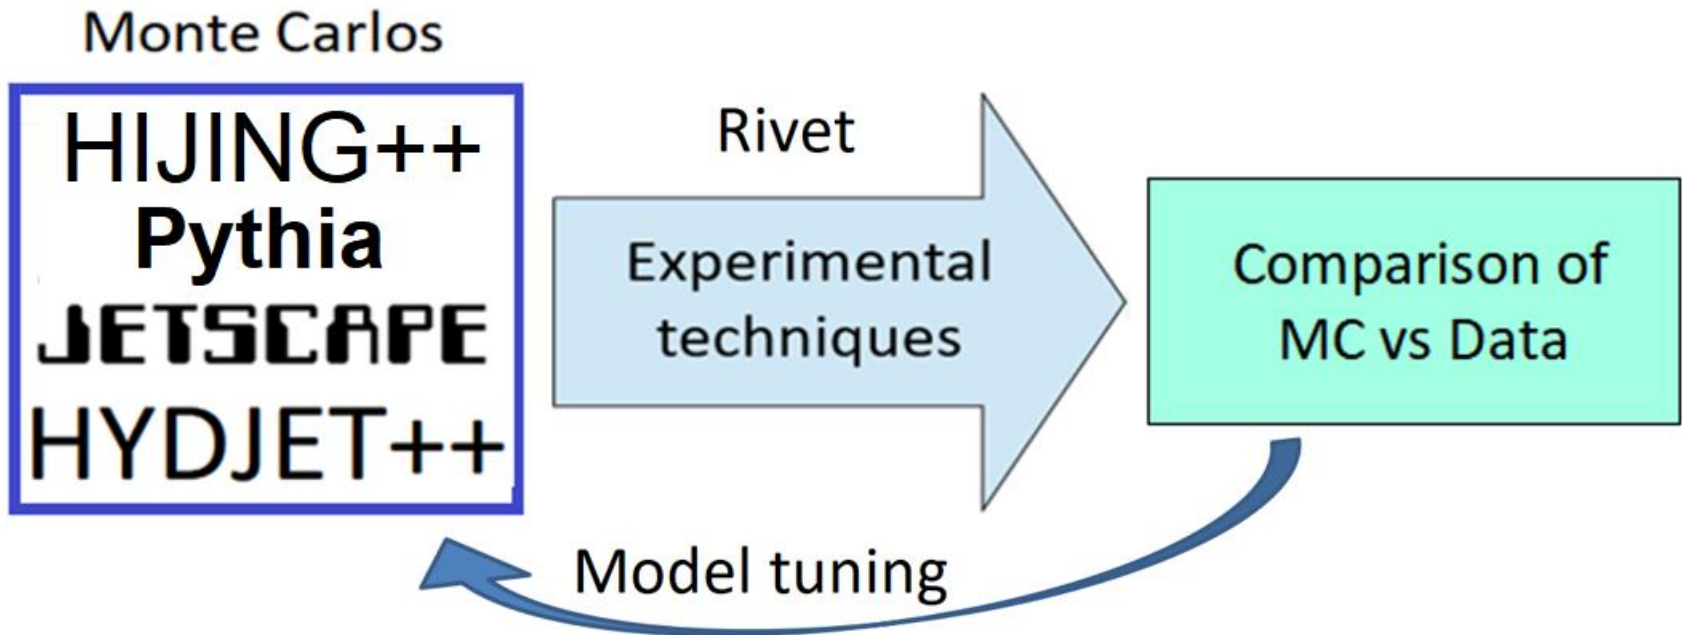 Monte Carlos
HIJING++
Pythia
JETSCAPE
HYDJET++
Rivet
Experimental
techniques
Comparison of
MC vs Data
Model tuning